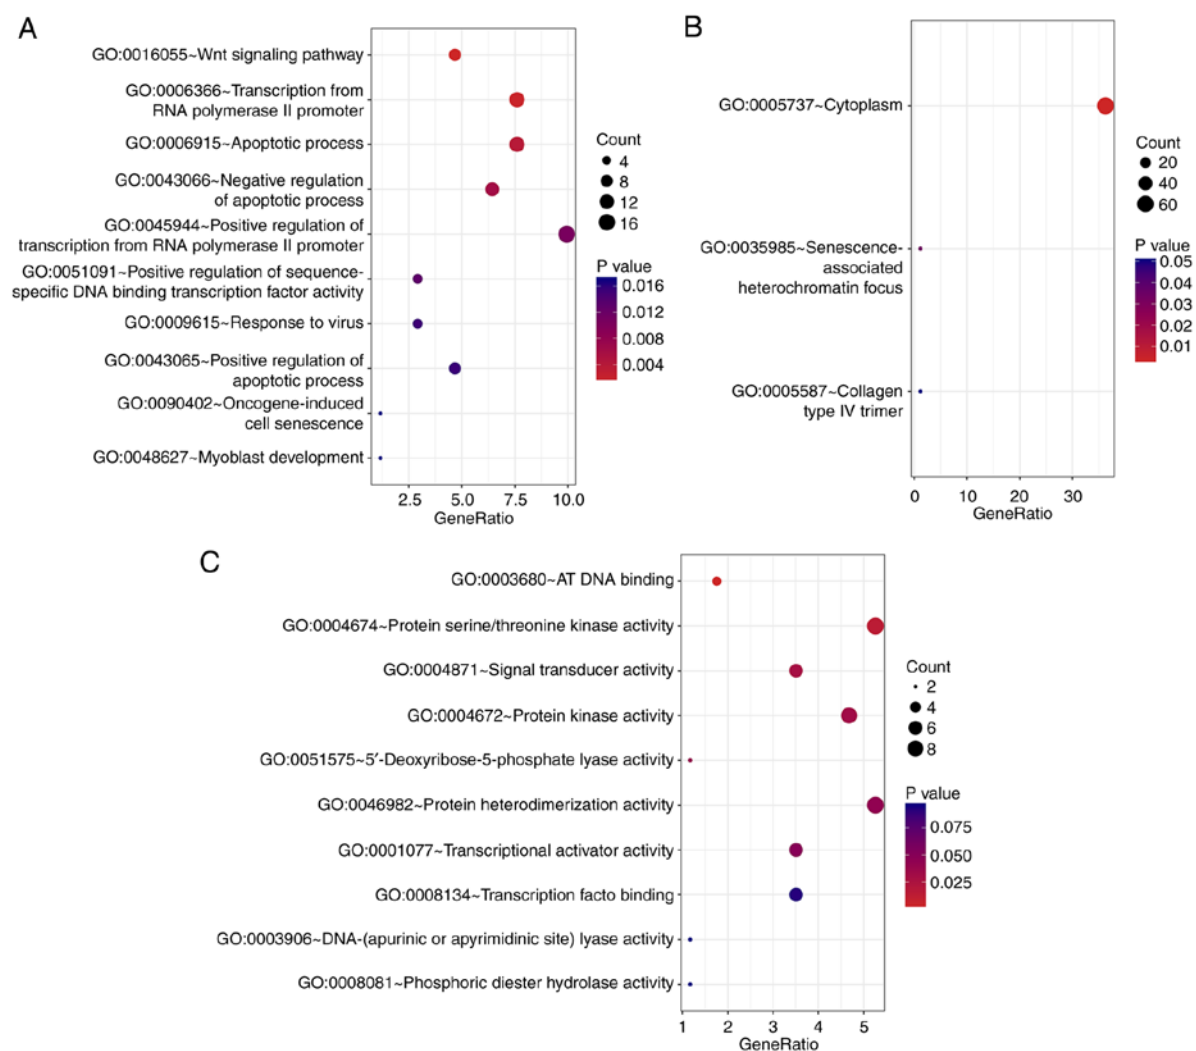 A
GO:0016055~Wnt signaling pathway
GO:0006366~Transcription from
RNA polymerase II promoter
GO:0006915~Apoptotic process
GO:0043066~Negative regulation
of apoptotic process
GO:0045944~Positive regulation of
transcription from RNA polymerase II promoter
GO:0051091~Positive regulation of sequence-
specific DNA binding transcription factor activity
GO:0009615~Response to virus
GO:0043065~Positive regulation of
apoptotic process
GO:0090402~Oncogene-induced
cell senescence
GO:0048627~Myoblast development
2.5 5.0 7.5 10.0
GeneRatio
Count
4
8
12
16
P value
0.016
0.012
0.008
0.004
B
GO:0005737~Cytoplasm
GO:0035985~Senescence-
associated
heterochromatin focus
GO:0005587~Collagen
type IV trimer
0 10 20 30
GeneRatio
Count
20
40
60
P value
0.05
0.04
0.03
0.02
0.01
C
GO:0003680~AT DNA binding
GO:0004674~Protein serine/threonine kinase activity
GO:0004871~Signal transducer activity
GO:0004672~Protein kinase activity
GO:0051575~5′-Deoxyribose-5-phosphate lyase activity
GO:0046982~Protein heterodimerization activity
GO:0001077~Transcriptional activator activity
GO:0008134~Transcription facto binding
GO:0003906~DNA-(apurinic or apyrimidinic site) lyase activity
GO:0008081~Phosphoric diester hydrolase activity
1 2 3 4 5
GeneRatio
Count
2
4
6
8
P value
0.075
0.050
0.025